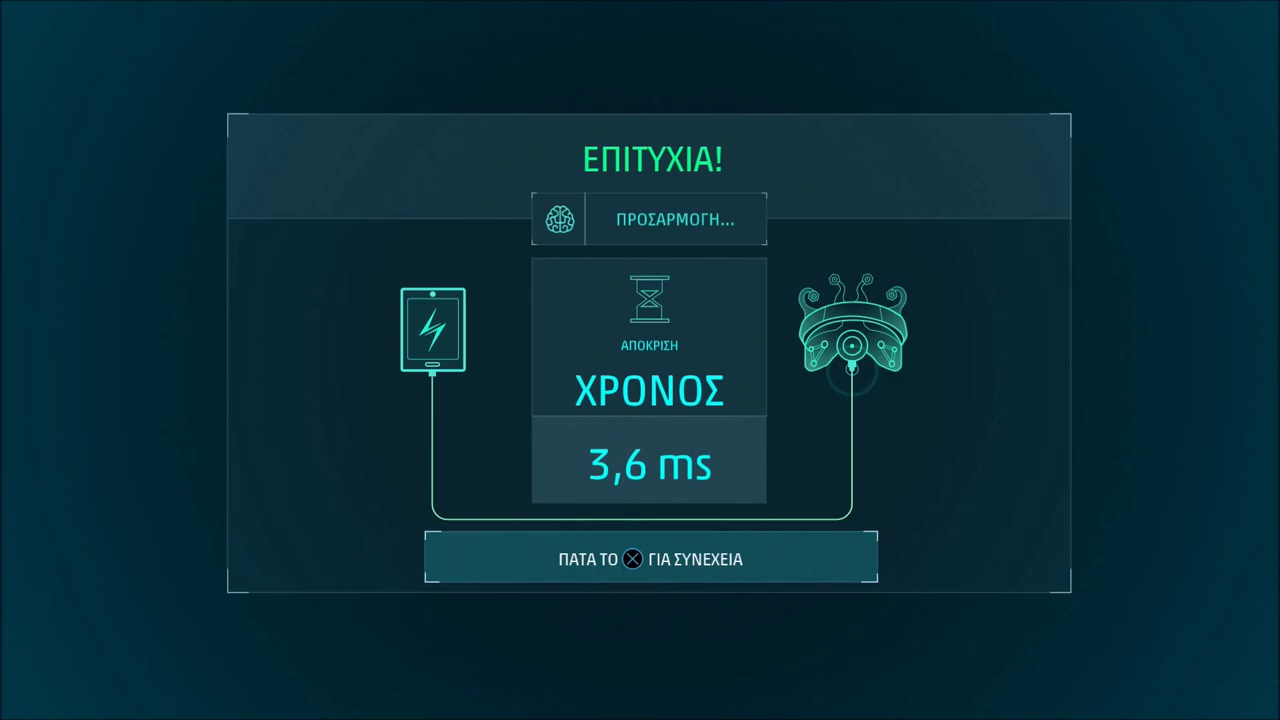 ΕΠΙΤΥΧΙΑ!
ΠΡΟΣΑΡΜΟΓΗ...
ΑΠΟΚΡΙΣΗ
ΧΡΟΝΟΣ
3,6 ms
ΠΑΤΑ ΤΟ ΓΙΑ ΣΥΝΕΧΕΙΑ